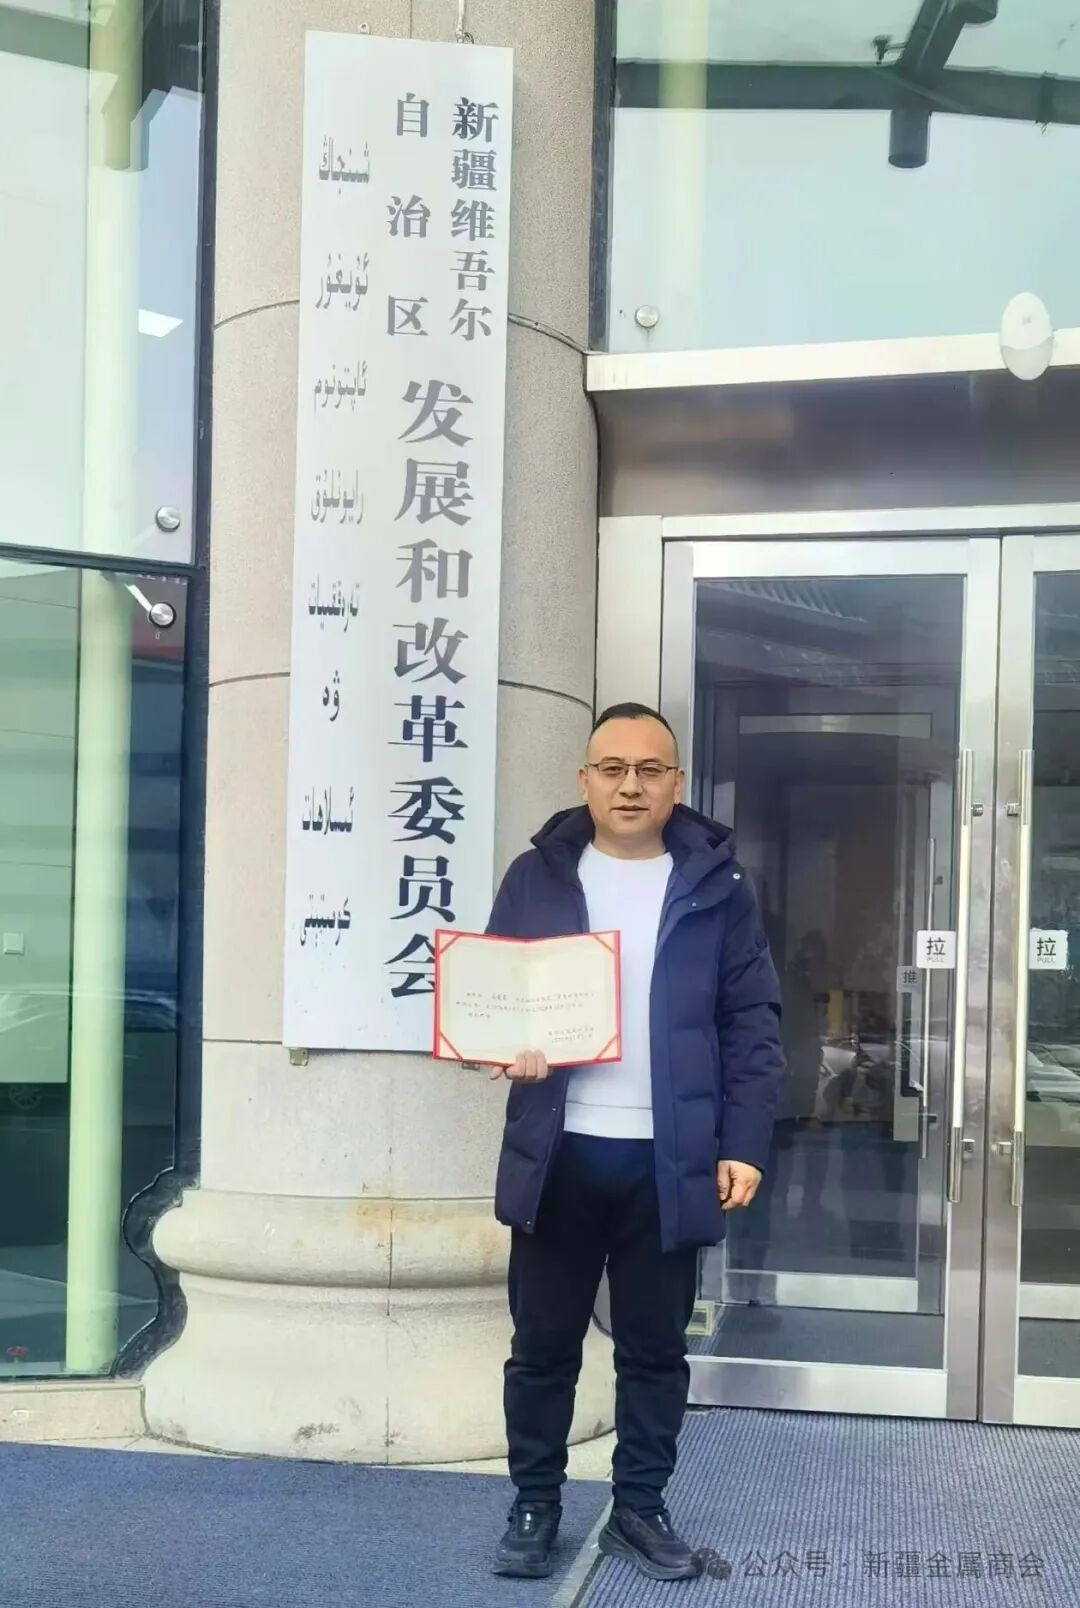 新疆维吾尔
自治区
发展和改革委员会
شىنجاڭ
ئۇيغۇر
ئاپتونوم
رايونلۇق
تەرەققىيات
ۋە
ئىسلاھات
كومىتېتى
拉
PULL
推
拉
PULL
公众号·新疆金属商会